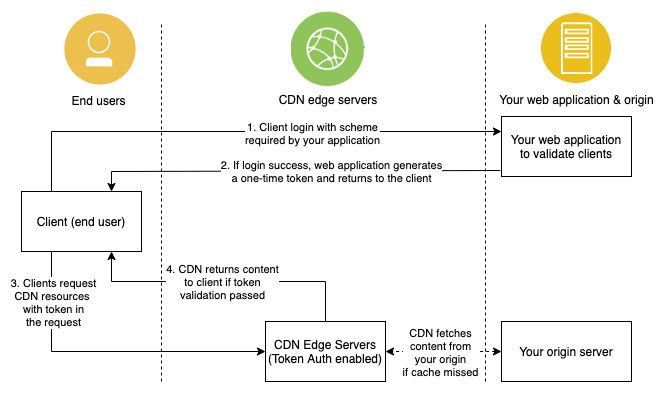 End users
CDN edge servers
Your web application & origin
1. Client login with scheme
required by your application
Your web application
to validate clients
2. If login success, web application generates
a one-time token and returns to the client
Client (end user)
3. Clients request
CDN resources
with token in
the request
4. CDN returns content
to client if token
validation passed
CDN Edge Servers
(Token Auth enabled)
CDN fetches
content from
your origin
if cache missed
Your origin server